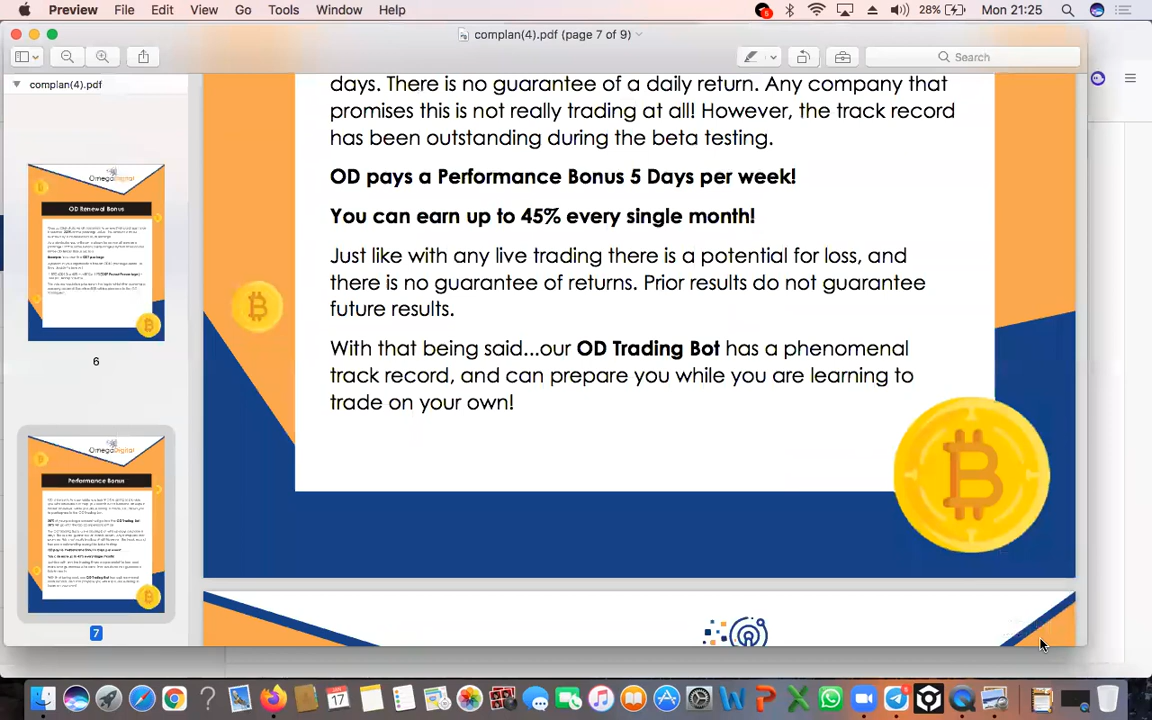 Preview File Edit View Go Tools Window Help
5 28% Mon 21:25
complan(4).pdf (page 7 of 9)
Search
complan(4).pdf
OmegaDigital
OD Renewal Bonus
6
OmegaDigital
Performance Bonus
7
days. There is no guarantee of a daily return. Any company that
promises this is not really trading at all! However, the track record
has been outstanding during the beta testing.
OD pays a Performance Bonus 5 Days per week!
You can earn up to 45% every single month!
Just like with any live trading there is a potential for loss, and
there is no guarantee of returns. Prior results do not guarantee
future results.
With that being said...our OD Trading Bot has a phenomenal
track record, and can prepare you while you are learning to
trade on your own!
17